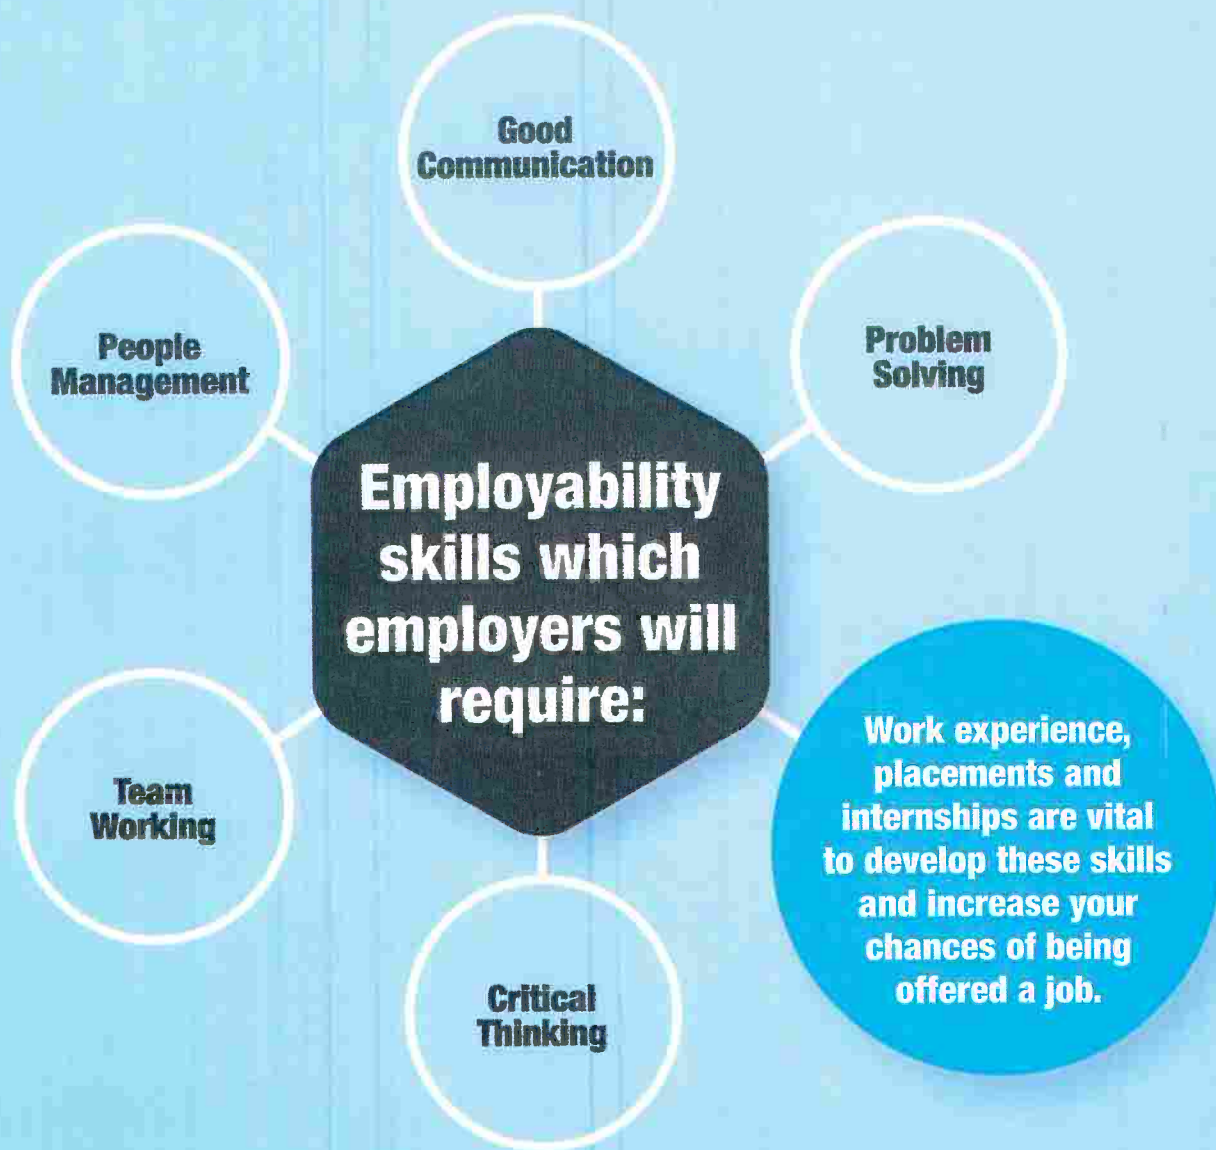 Good
Communication
People
Management
Problem
Solving
Employability
skills which
employers will
require:
Team
Working
Work experience,
placements and
internships are vital
to develop these skills
and increase your
chances of being
offered a job.
Critical
Thinking